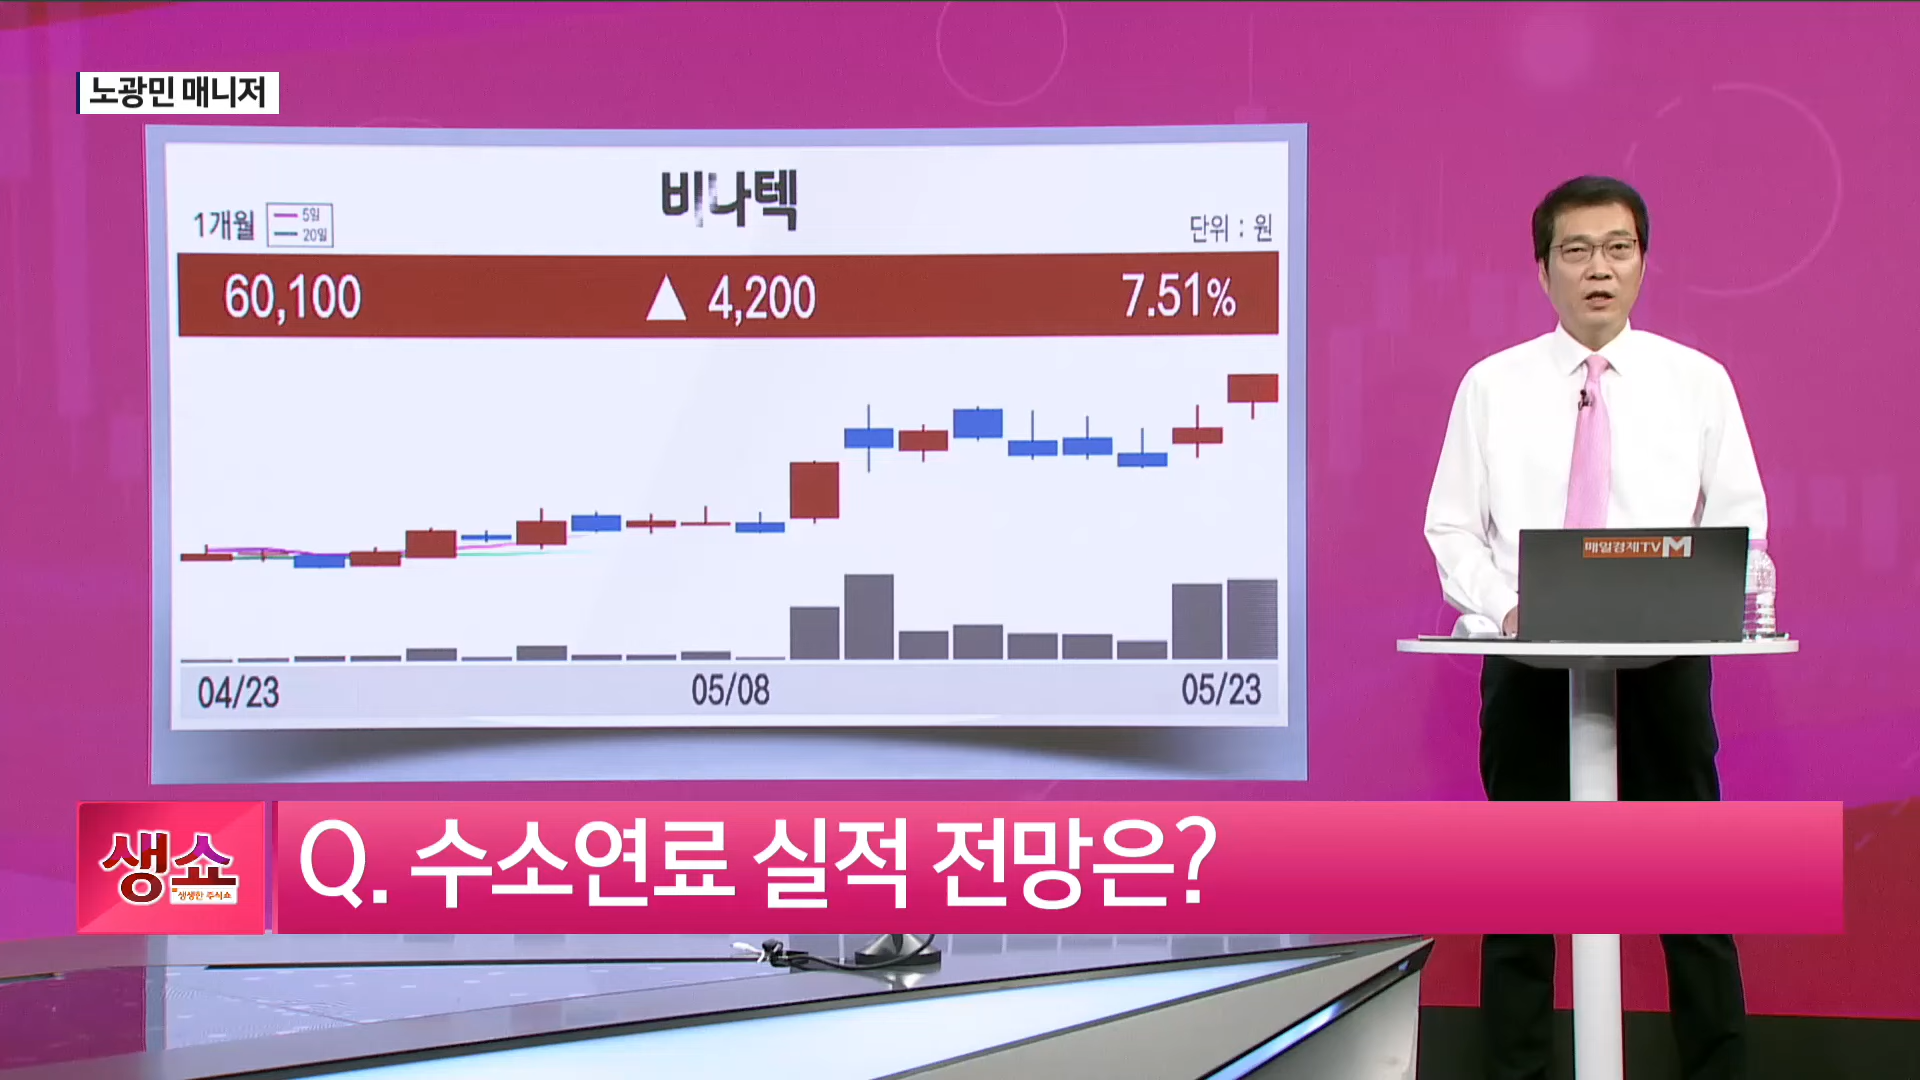 노광민 매니저
비나텍
1개월
5일
20일
단위 : 원
60,100 ▲ 4,200 7.51%
04/23 05/08 05/23
매일경제TV M
생쇼
생생한 주식쇼
Q. 수소연료 실적 전망은?